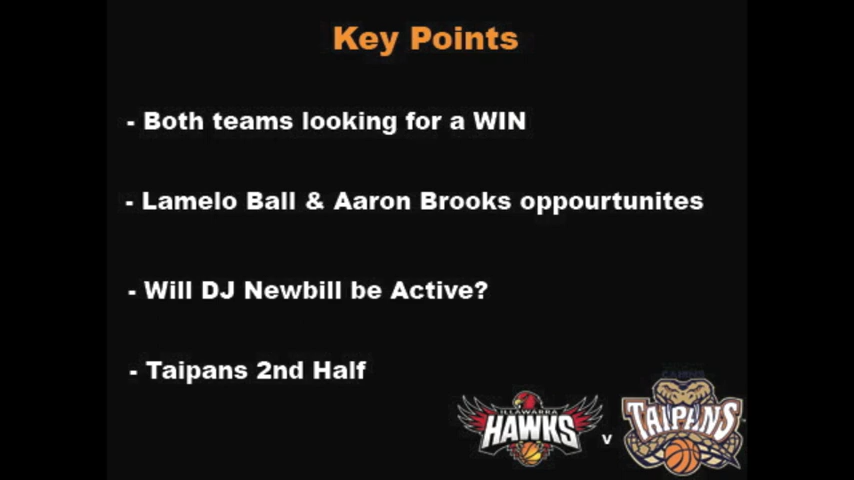 Key Points
- Both teams looking for a WIN
- Lamelo Ball & Aaron Brooks oppourtunites
- Will DJ Newbill be Active?
- Taipans 2nd Half
ILLAWARRA
HAWKS
v
CAIRNS
TAIPANS